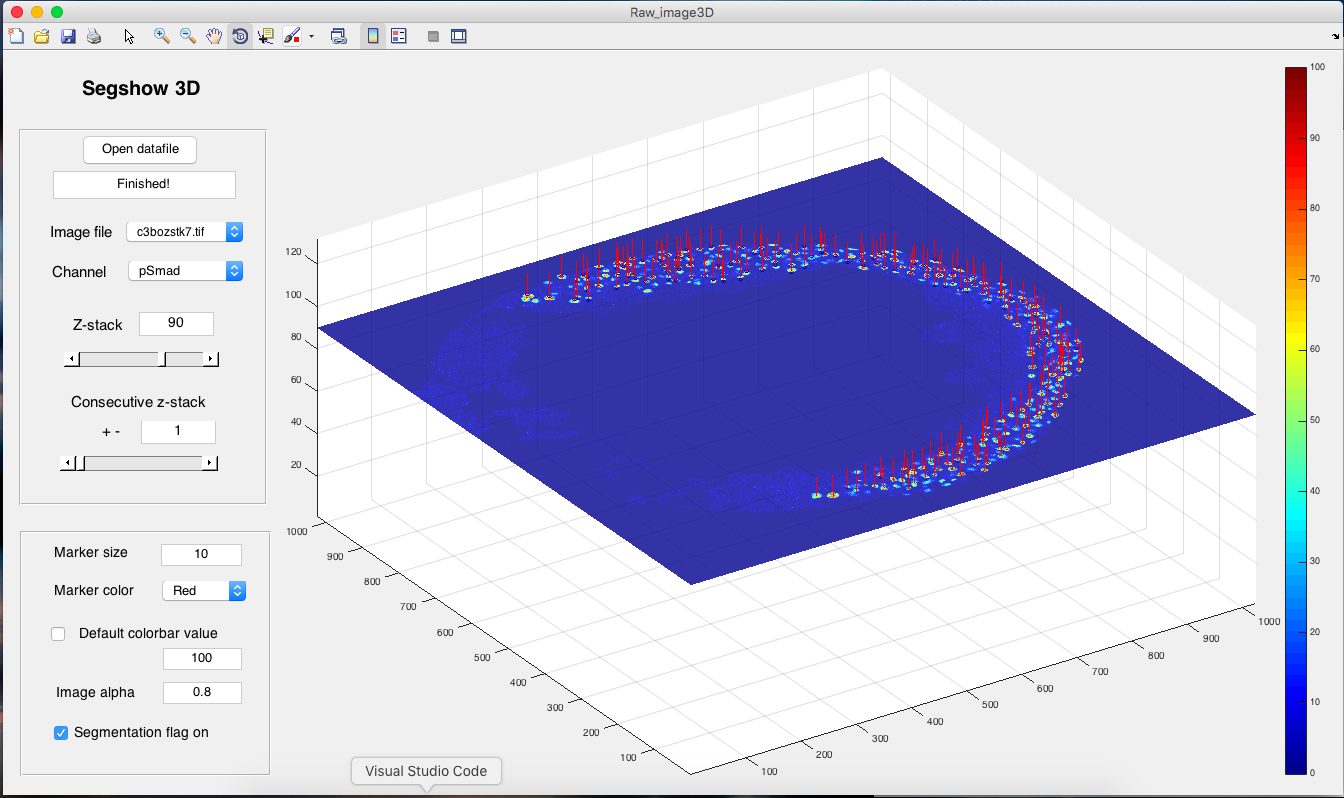 Raw_image3D
Segshow 3D
Open datafile
Finished!
Image file c3bozstk7.tif
Channel pSmad
Z-stack 90
Consecutive z-stack
+ - 1
Marker size 10
Marker color Red
Default colorbar value
100
Image alpha 0.8
Segmentation flag on
120
100
80
60
40
20
1000
900
800
700
600
500
400
300
200
100
100
200
300
400
500
600
700
800
900
1000
100
90
80
70
60
50
40
30
20
10
0
Visual Studio Code